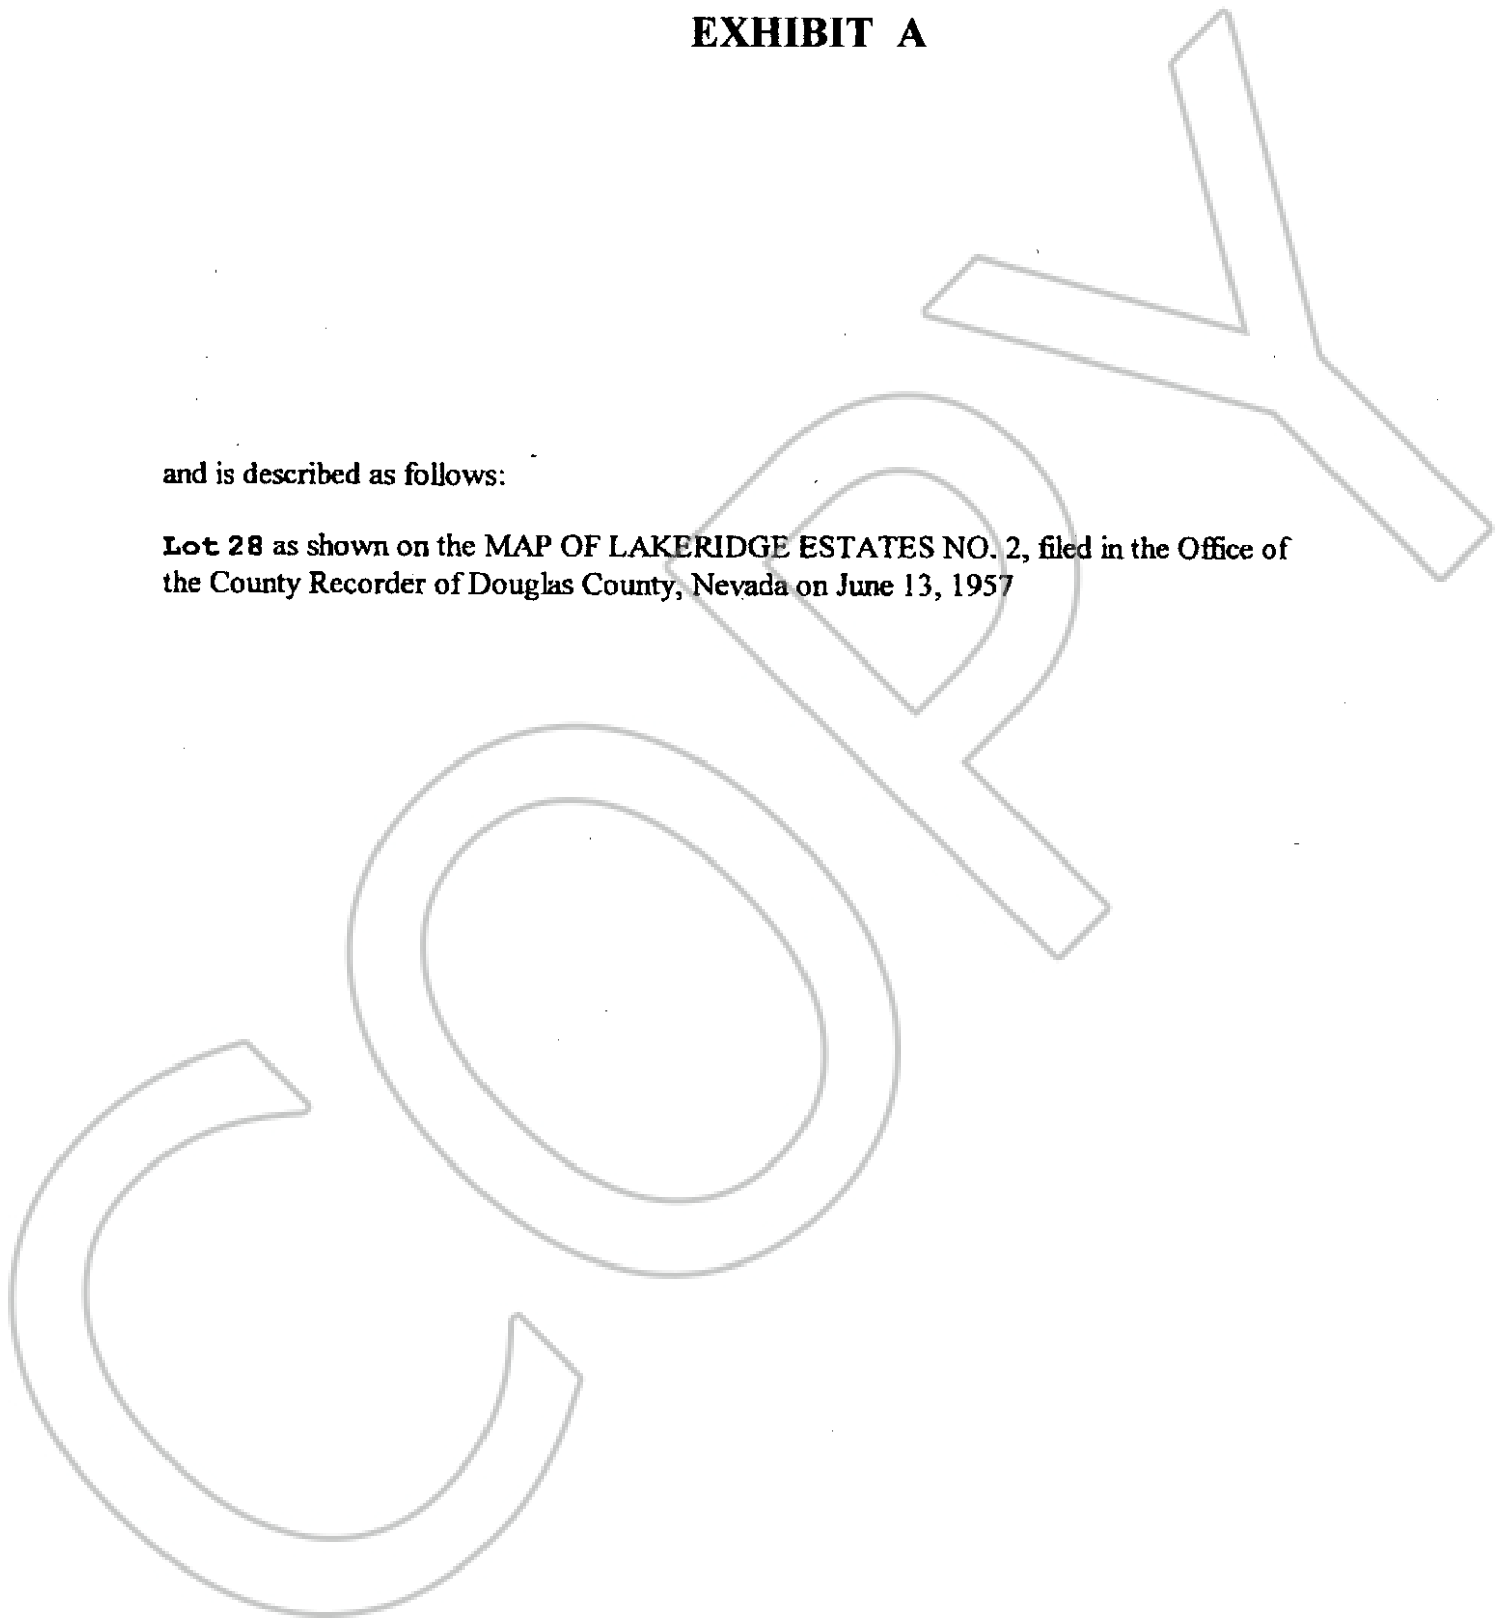 EXHIBIT A
and is described as follows:
Lot 28 as shown on the MAP OF LAKERIDGE ESTATES NO. 2, filed in the Office of
the County Recorder of Douglas County, Nevada on June 13, 1957
COPY